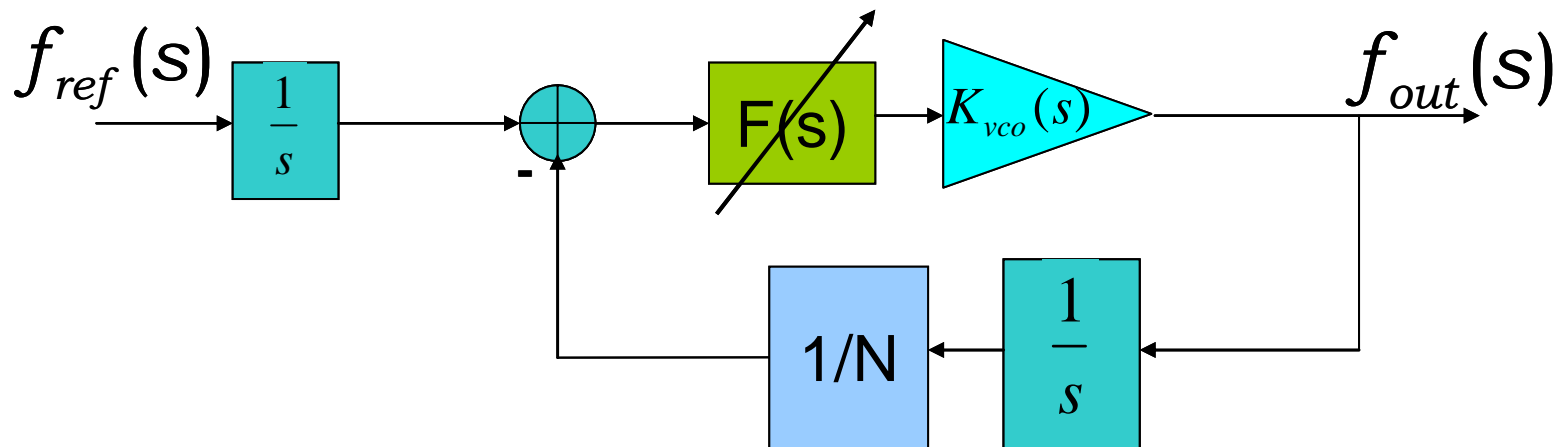 f_ref(s)
1
s
-
F(s)
K_vco(s)
f_out(s)
1/N
1
s